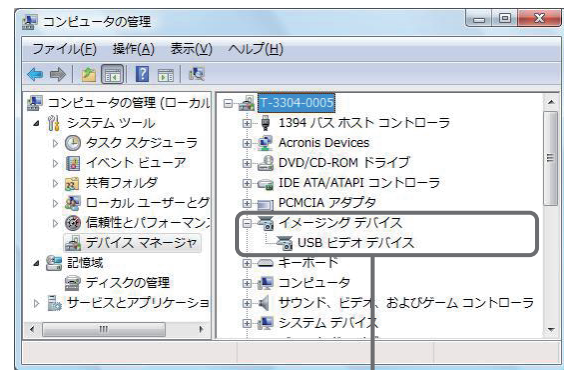 コンピュータの管理
ファイル(F) 操作(A) 表示(V) ヘルプ(H)
コンピュータの管理 (ローカル
システム ツール
タスク スケジューラ
イベント ビューア
共有フォルダ
ローカル ユーザーとグ
信頼性とパフォーマン
デバイス マネージャ
記憶域
ディスクの管理
サービスとアプリケーショ
T-3304-0005
1394 バス ホスト コントローラ
Acronis Devices
DVD/CD-ROM ドライブ
IDE ATA/ATAPI コントローラ
PCMCIA アダプタ
イメージング デバイス
USB ビデオ デバイス
キーボード
コンピュータ
サウンド、ビデオ、およびゲーム コントローラ
システム デバイス